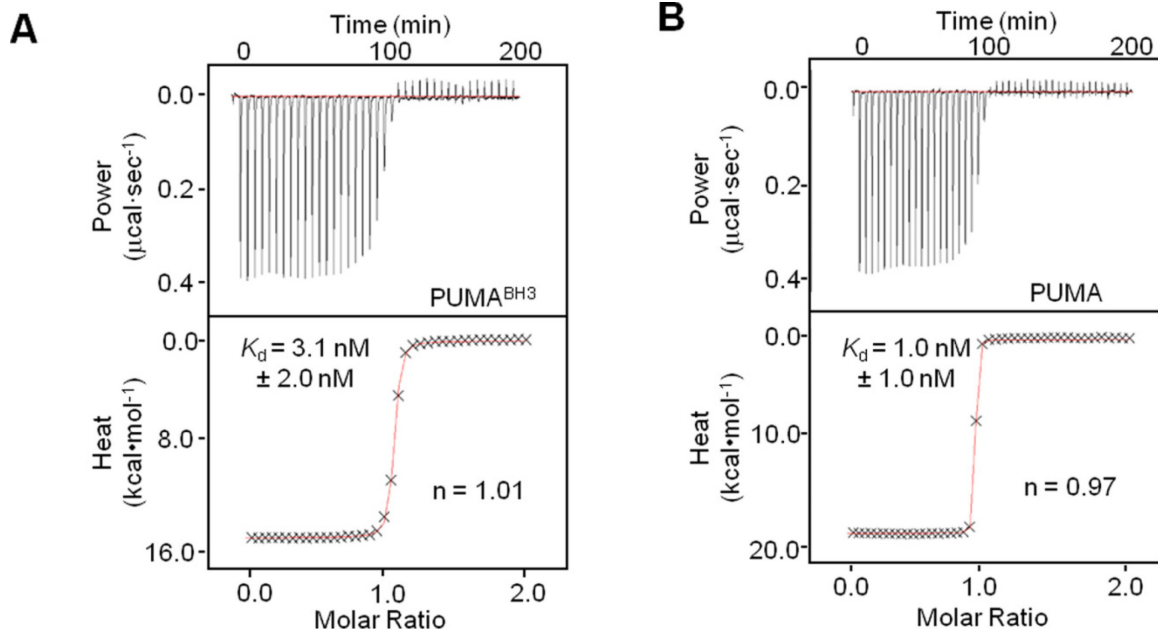 A
Time (min)
0 100 200
0.0
0.2
0.4
Power
(μcal·sec⁻¹)
PUMAᴮᴴ³
0.0
8.0
16.0
Heat
(kcal•mol⁻¹)
K_d = 3.1 nM
± 2.0 nM
n = 1.01
0.0 1.0 2.0
Molar Ratio
B
Time (min)
0 100 200
0.0
0.2
0.4
Power
(μcal·sec⁻¹)
PUMA
0.0
10.0
20.0
Heat
(kcal•mol⁻¹)
K_d = 1.0 nM
± 1.0 nM
n = 0.97
0.0 1.0 2.0
Molar Ratio